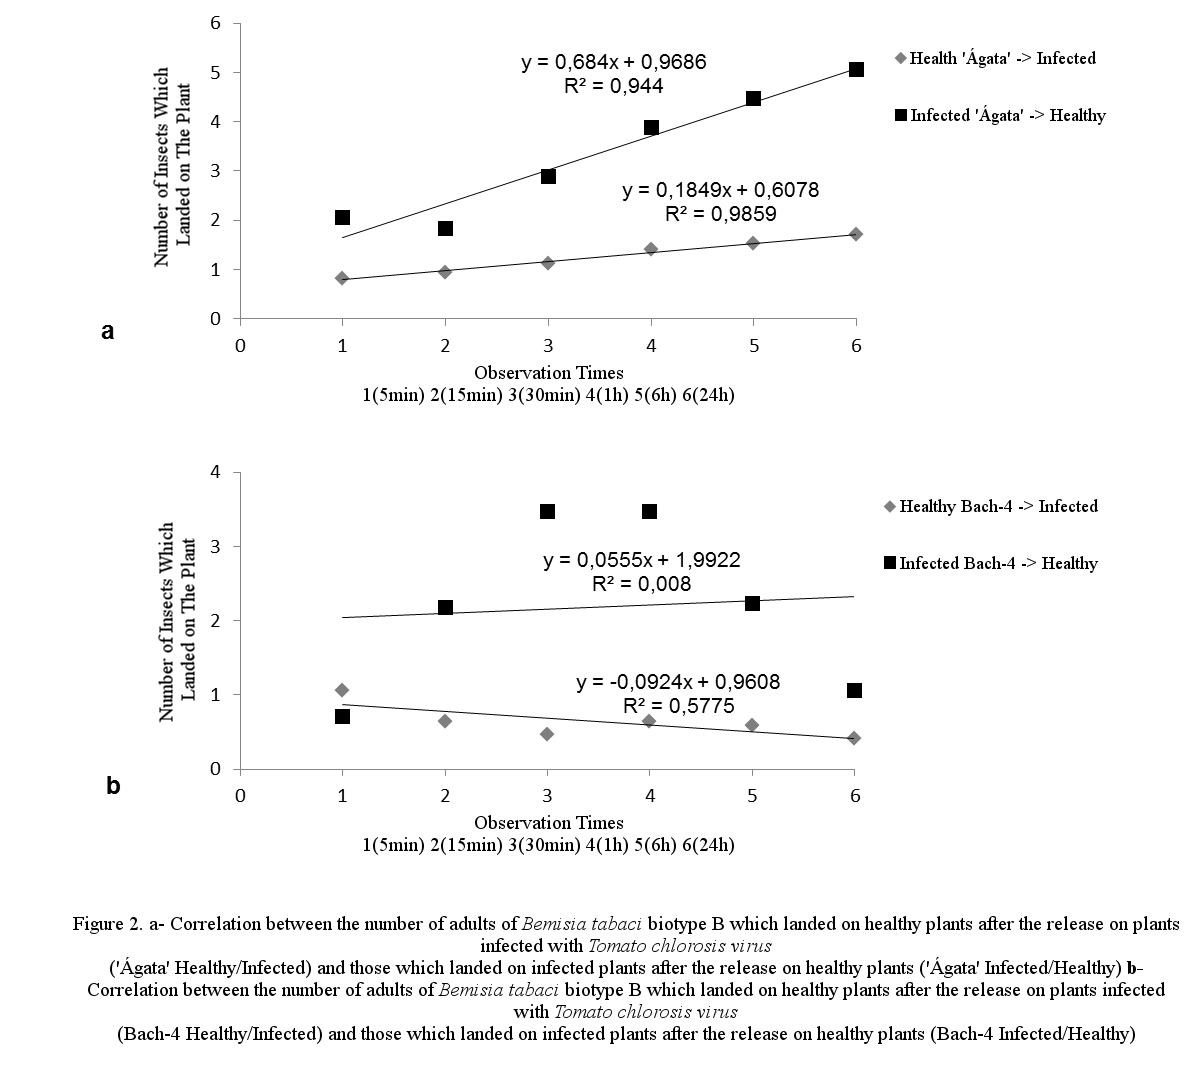 6
5
4
3
2
1
0
Number of Insects Which
Landed on The Plant
y = 0,684x + 0,9686
R² = 0,944
y = 0,1849x + 0,6078
R² = 0,9859
Health 'Ágata' -> Infected
Infected 'Ágata' -> Healthy
a
0 1 2 3 4 5 6
Observation Times
1(5min) 2(15min) 3(30min) 4(1h) 5(6h) 6(24h)
4
3
2
1
0
Number of Insects Which
Landed on The Plant
y = 0,0555x + 1,9922
R² = 0,008
y = -0,0924x + 0,9608
R² = 0,5775
Healthy Bach-4 -> Infected
Infected Bach-4 -> Healthy
b
0 1 2 3 4 5 6
Observation Times
1(5min) 2(15min) 3(30min) 4(1h) 5(6h) 6(24h)
Figure 2. a- Correlation between the number of adults of Bemisia tabaci biotype B which landed on healthy plants after the release on plants
infected with Tomato chlorosis virus
('Ágata' Healthy/Infected) and those which landed on infected plants after the release on healthy plants ('Ágata' Infected/Healthy) b-
Correlation between the number of adults of Bemisia tabaci biotype B which landed on healthy plants after the release on plants infected
with Tomato chlorosis virus
(Bach-4 Healthy/Infected) and those which landed on infected plants after the release on healthy plants (Bach-4 Infected/Healthy)